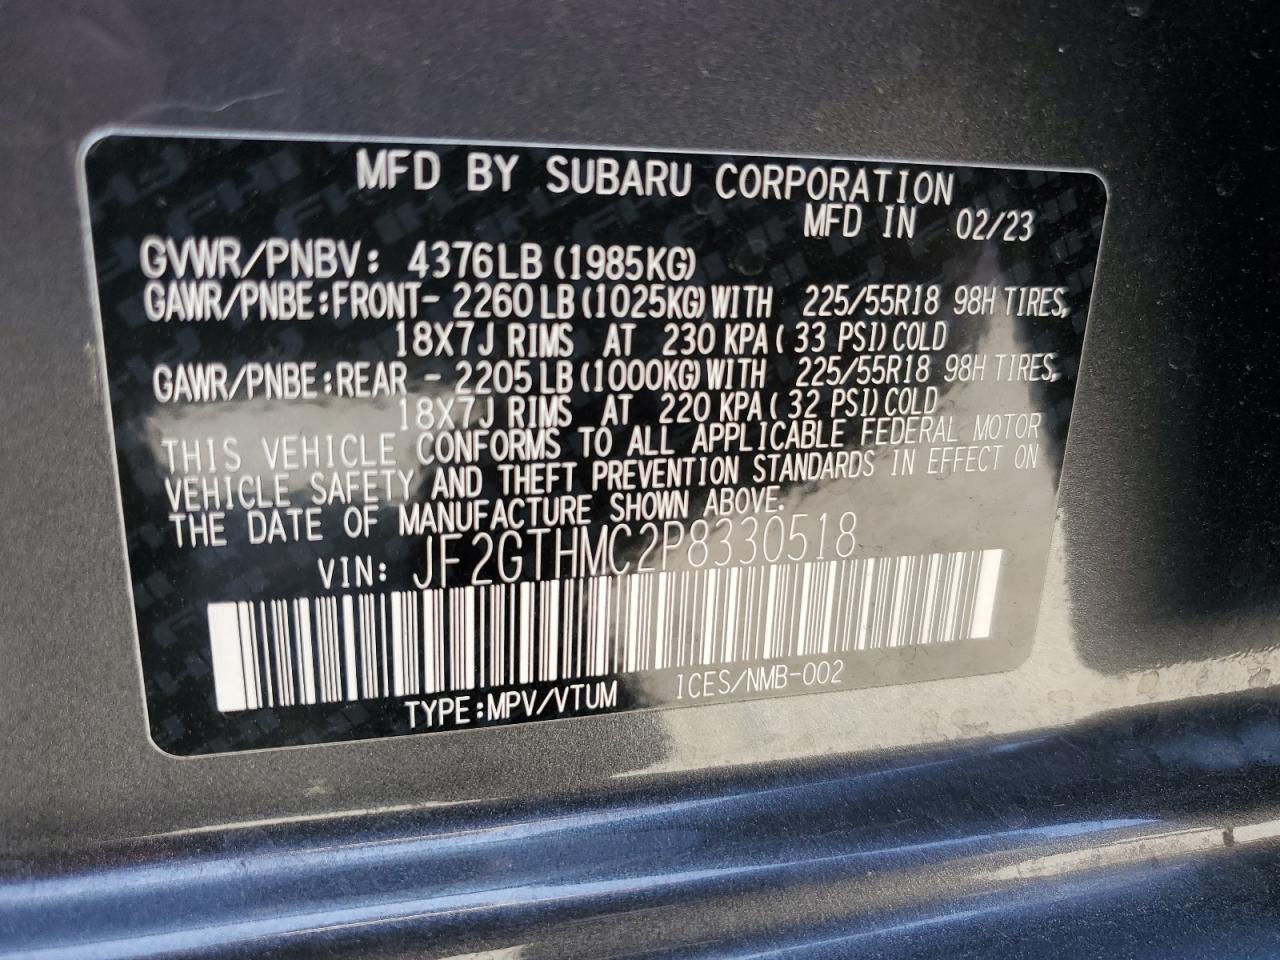 MFD BY SUBARU CORPORATION
MFD IN 02/23
GVWR/PNBV: 4376LB (1985KG)
GAWR/PNBE:FRONT- 2260 LB (1025KG) WITH 225/55R18 98H TIRES,
18X7J RIMS AT 230 KPA ( 33 PSI) COLD
GAWR/PNBE:REAR - 2205 LB (1000KG) WITH 225/55R18 98H TIRES,
18X7J RIMS AT 220 KPA ( 32 PSI) COLD
THIS VEHICLE CONFORMS TO ALL APPLICABLE FEDERAL MOTOR
VEHICLE SAFETY AND THEFT PREVENTION STANDARDS IN EFFECT ON
THE DATE OF MANUFACTURE SHOWN ABOVE.
VIN: JF2GTHMC2P8330518
TYPE:MPV/VTUM ICES/NMB-002